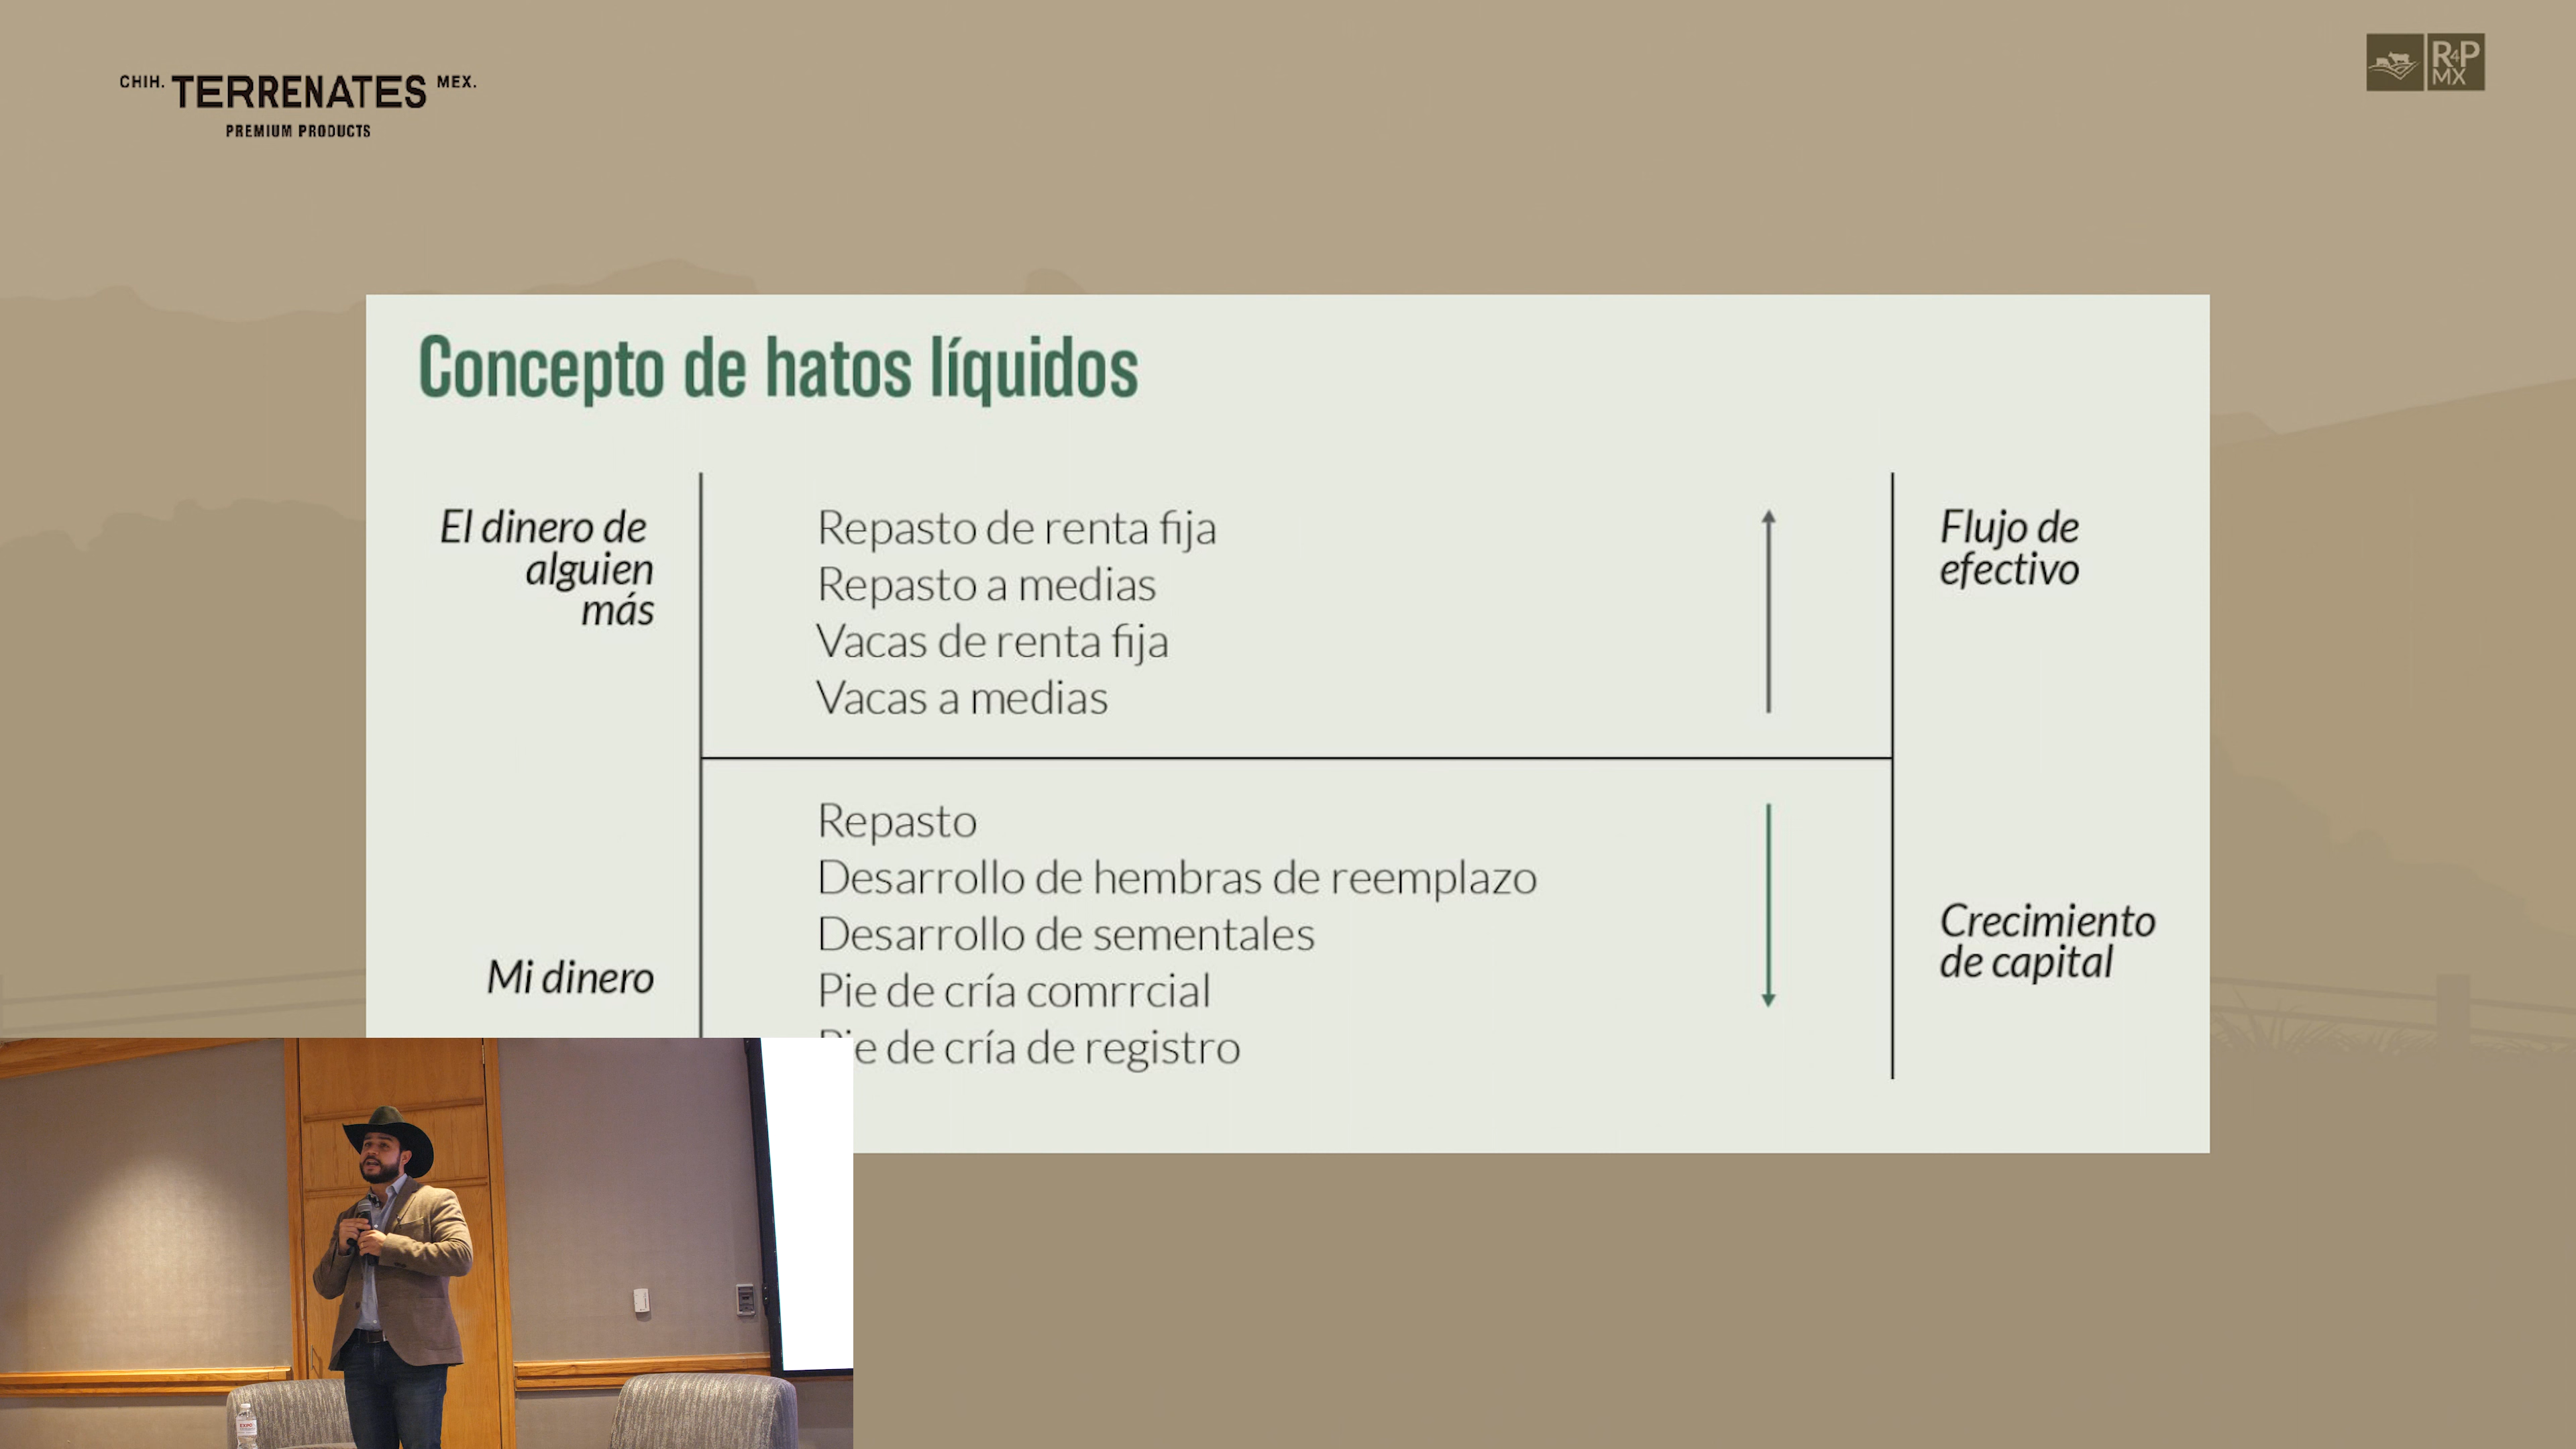 CHIH. TERRENATES MEX.
PREMIUM PRODUCTS
R4P
MX
Concepto de hatos líquidos
El dinero de
alguien
más
Repasto de renta fija
Repasto a medias
Vacas de renta fija
Vacas a medias
Flujo de
efectivo
Mi dinero
Repasto
Desarrollo de hembras de reemplazo
Desarrollo de sementales
Pie de cría comrrcial
Pie de cría de registro
Crecimiento
de capital